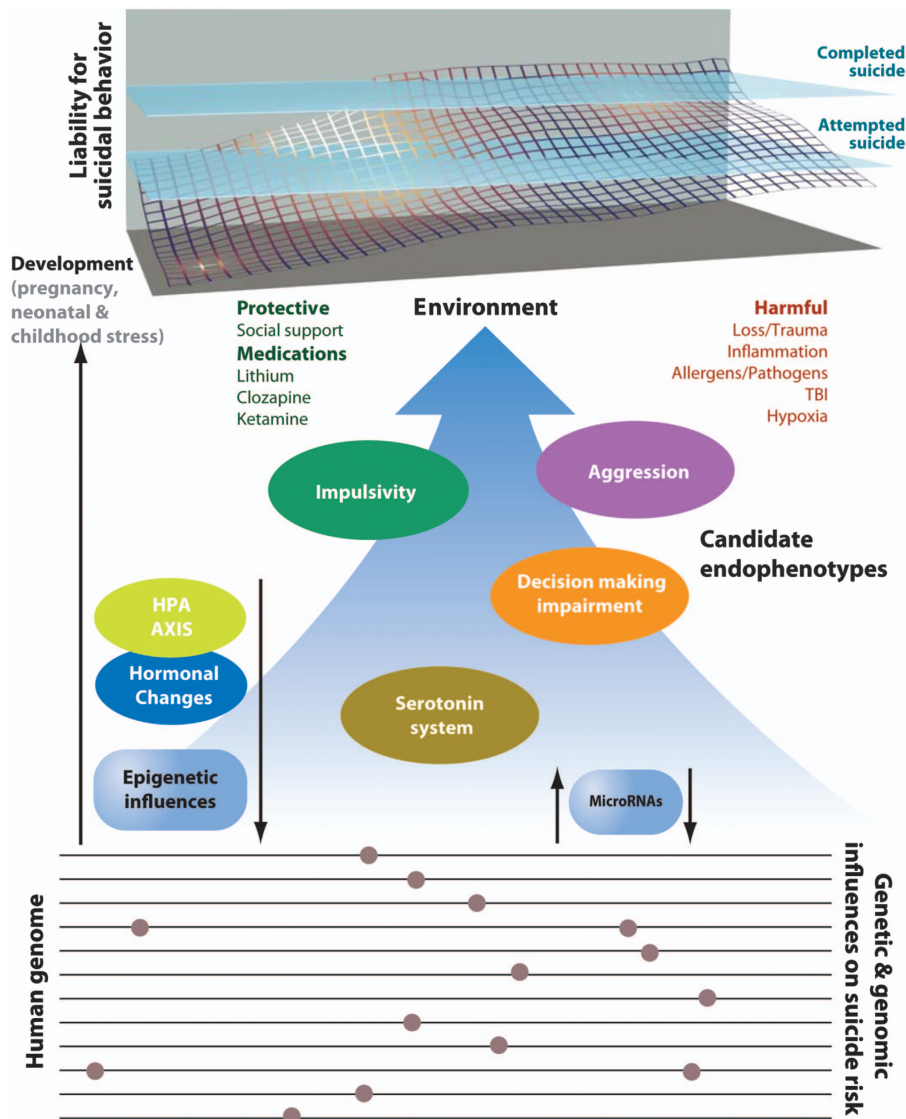 Liability for
suicidal behavior
Completed
suicide
Attempted
suicide
Development
(pregnancy,
neonatal &
childhood stress)
Protective
Social support
Medications
Lithium
Clozapine
Ketamine
Environment
Harmful
Loss/Trauma
Inflammation
Allergens/Pathogens
TBI
Hypoxia
Impulsivity
Aggression
Candidate
endophenotypes
Decision making
impairment
HPA
AXIS
Hormonal
Changes
Serotonin
system
Epigenetic
influences
MicroRNAs
Human genome
Genetic & genomic
influences on suicide risk